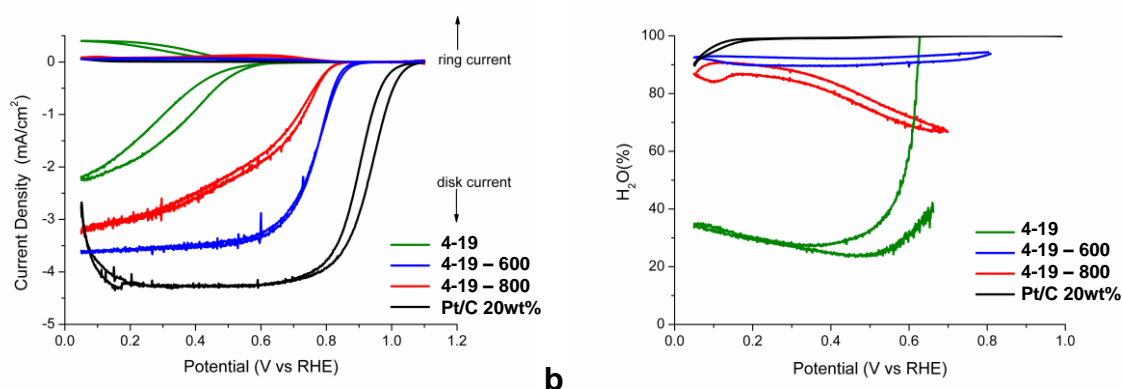 0
-1
-2
-3
-4
-5
0.0
0.2
0.4
0.6
0.8
1.0
1.2
Current Density (mA/cm²)
Potential (V vs RHE)
ring current
disk current
4-19
4-19 – 600
4-19 – 800
Pt/C 20wt%
b
100
80
60
40
20
0
0.0
0.2
0.4
0.6
0.8
1.0
H₂O(%)
Potential (V vs RHE)
4-19
4-19 – 600
4-19 – 800
Pt/C 20wt%